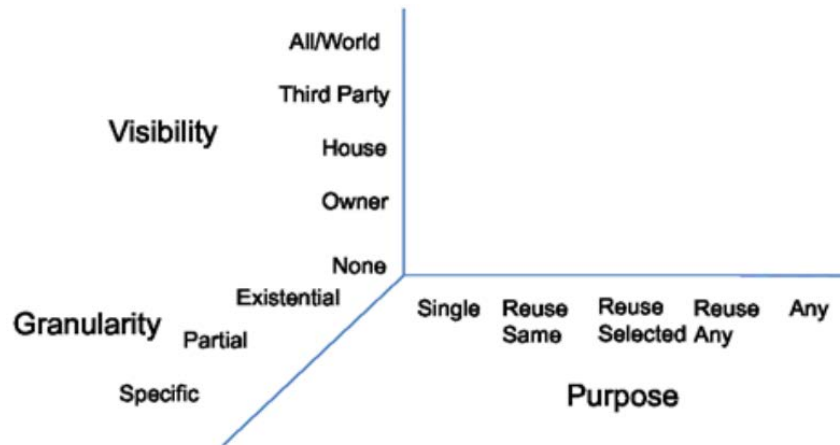 All/World
Third Party
Visibility
House
Owner
None
Existential
Granularity
Partial
Specific
Single
Reuse
Same
Reuse
Selected
Reuse
Any
Any
Purpose